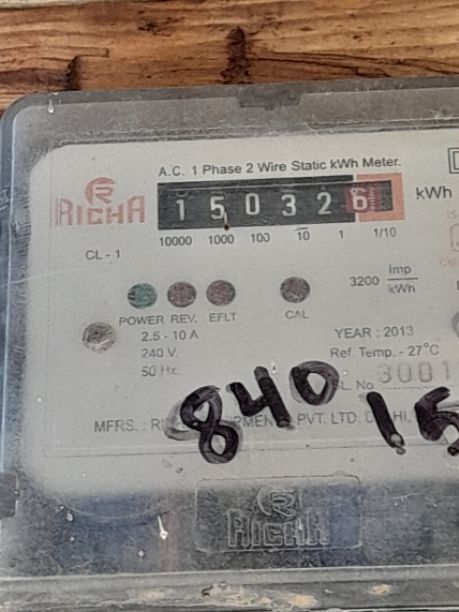 A.C. 1 Phase 2 Wire Static kWh Meter.
RICHA
1 5 0 3 2 6 kWh
10000 1000 100 10 1 1/10
CL - 1
3200 Imp/kWh
POWER REV. EFLT CAL
2.5 - 10 A
240 V.
50 Hz.
YEAR : 2013
Ref. Temp. - 27°C
SL. No. 3001
840 15
MFRS. : PVT. LTD.
RICHA